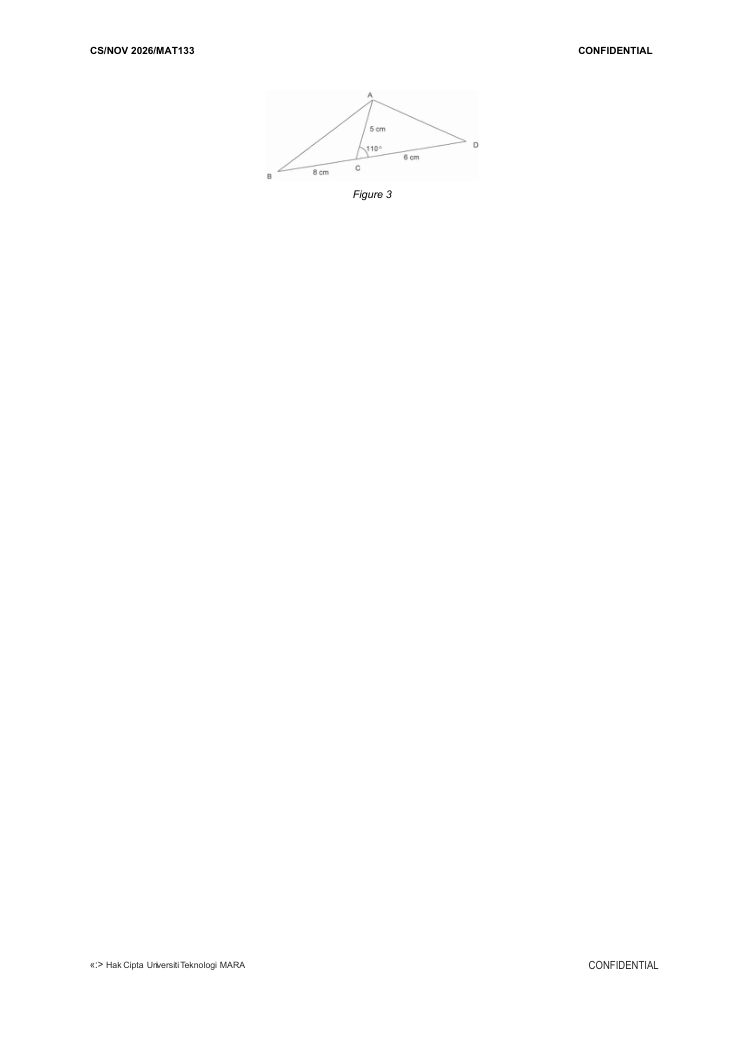 CS/NOV 2026/MAT133 CONFIDENTIAL
A
5 cm
110°
D
6 cm
C
8 cm
B
Figure 3
«:> Hak Cipta Universiti Teknologi MARA CONFIDENTIAL